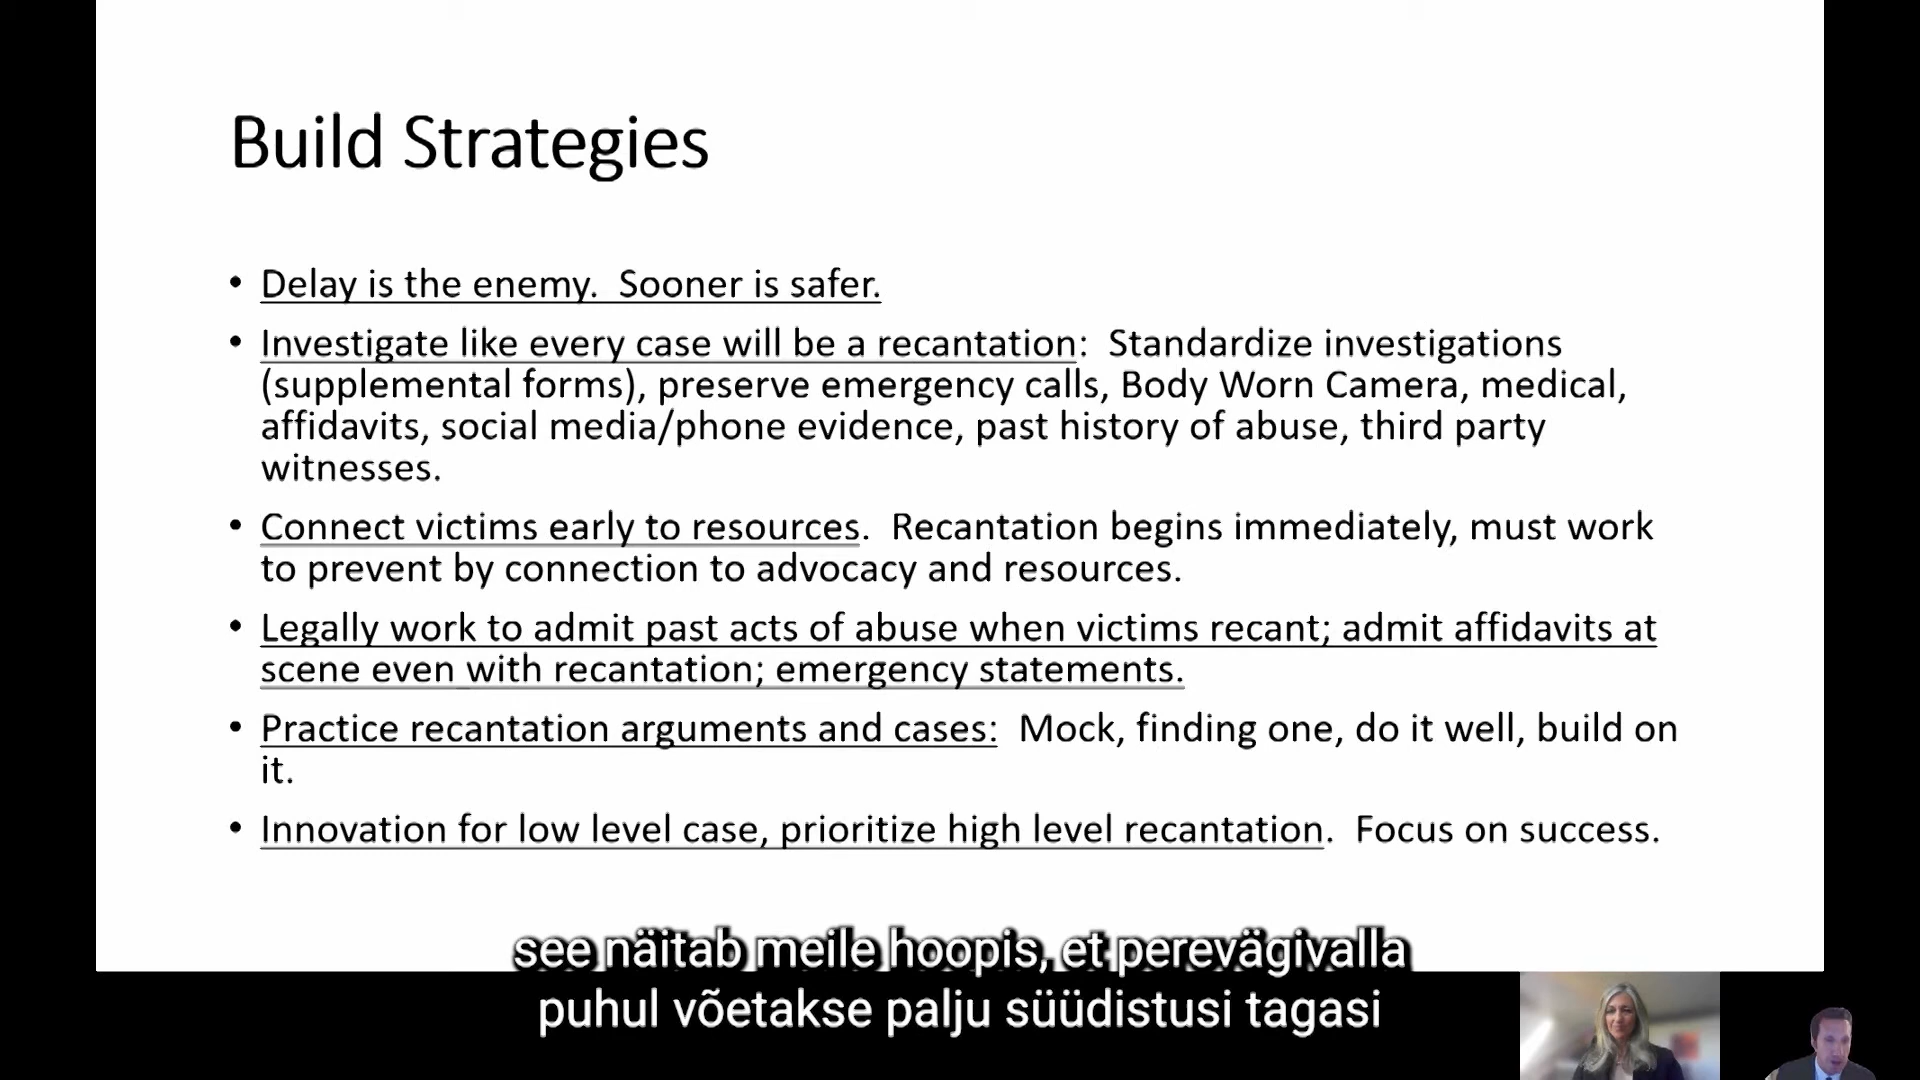 Build Strategies
• Delay is the enemy.  Sooner is safer.
• Investigate like every case will be a recantation:  Standardize investigations
(supplemental forms), preserve emergency calls, Body Worn Camera, medical,
affidavits, social media/phone evidence, past history of abuse, third party
witnesses.
• Connect victims early to resources.  Recantation begins immediately, must work
to prevent by connection to advocacy and resources.
• Legally work to admit past acts of abuse when victims recant; admit affidavits at
scene even with recantation; emergency statements.
• Practice recantation arguments and cases:  Mock, finding one, do it well, build on
it.
• Innovation for low level case, prioritize high level recantation.  Focus on success.
see näitab meile hoopis, et perevägivalla
puhul võetakse palju süüdistusi tagasi